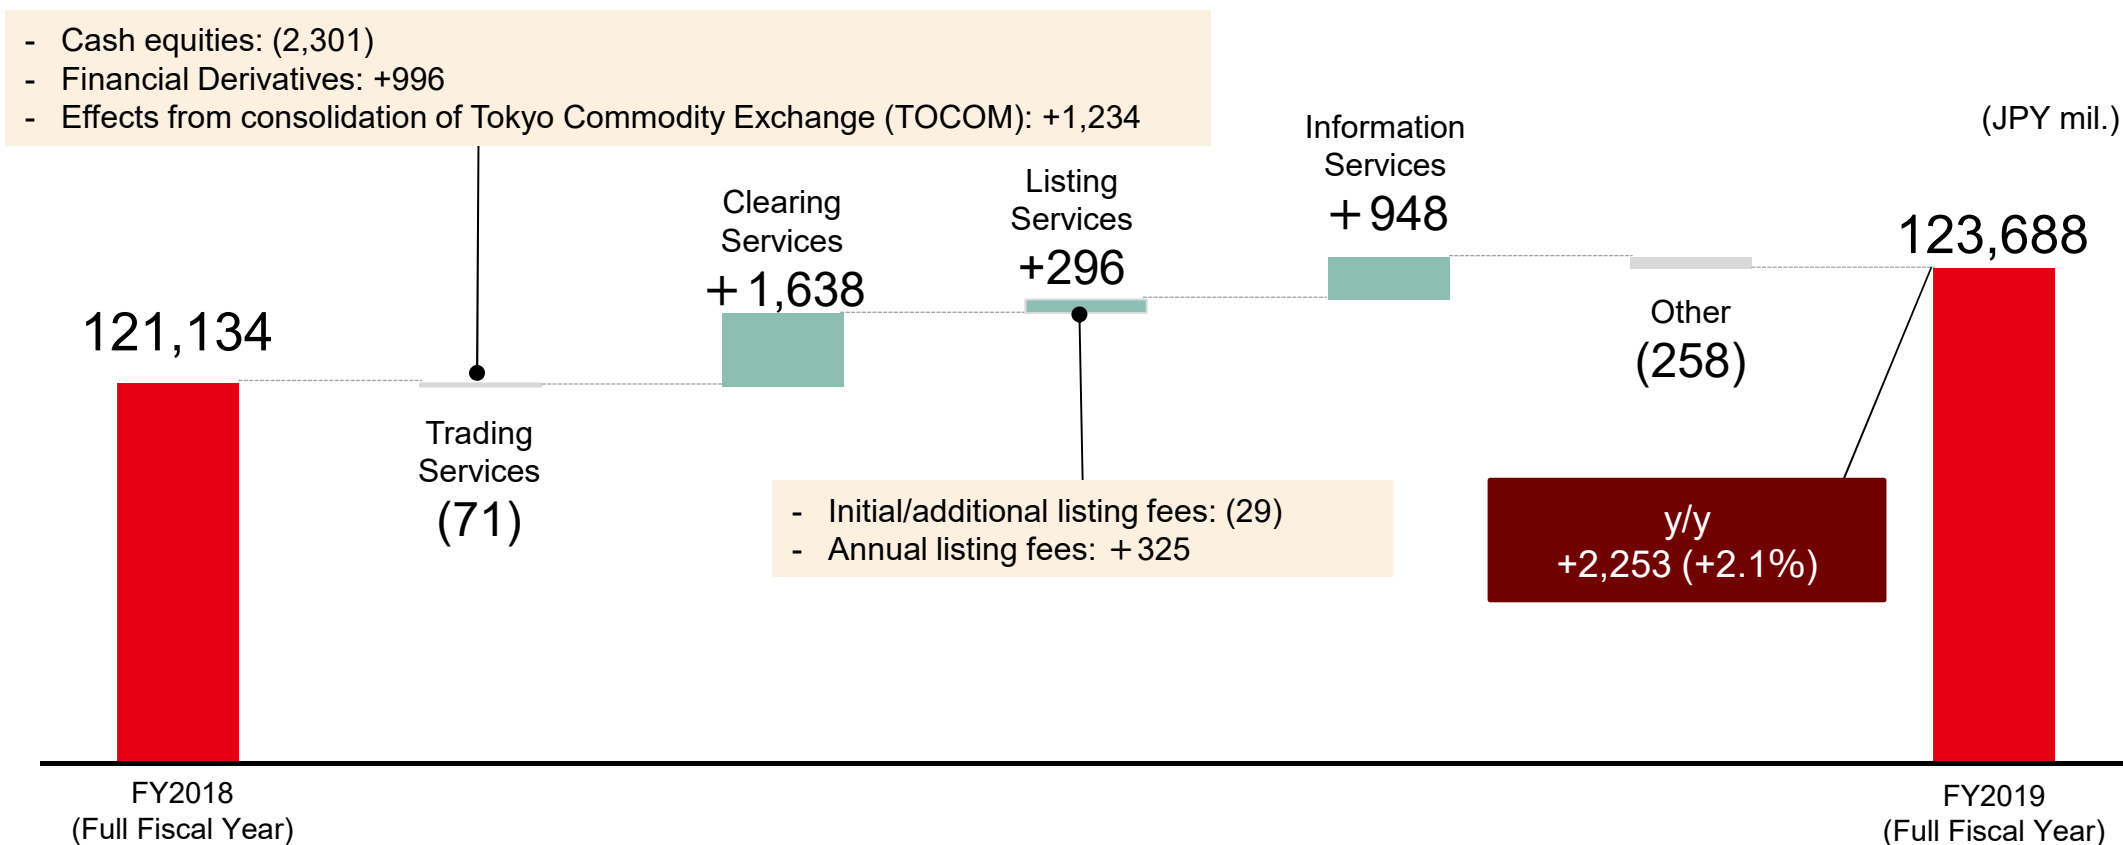 - Cash equities: (2,301)
- Financial Derivatives: +996
- Effects from consolidation of Tokyo Commodity Exchange (TOCOM): +1,234
(JPY mil.)
121,134
Trading
Services
(71)
Clearing
Services
＋1,638
Listing
Services
+296
- Initial/additional listing fees: (29)
- Annual listing fees: ＋325
Information
Services
＋948
Other
(258)
y/y
+2,253 (+2.1%)
123,688
FY2018
(Full Fiscal Year)
FY2019
(Full Fiscal Year)